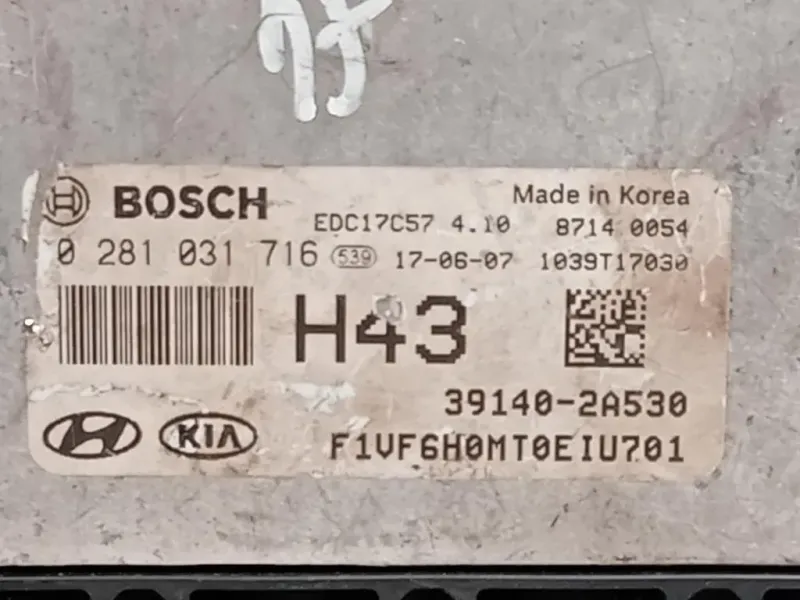 BOSCH
Made in Korea
EDC17C57 4.10 8714 0054
0 281 031 716 539 17-06-07 1039T17030
H43
39140-2A530
KIA
F1VF6H0MT0EIU701